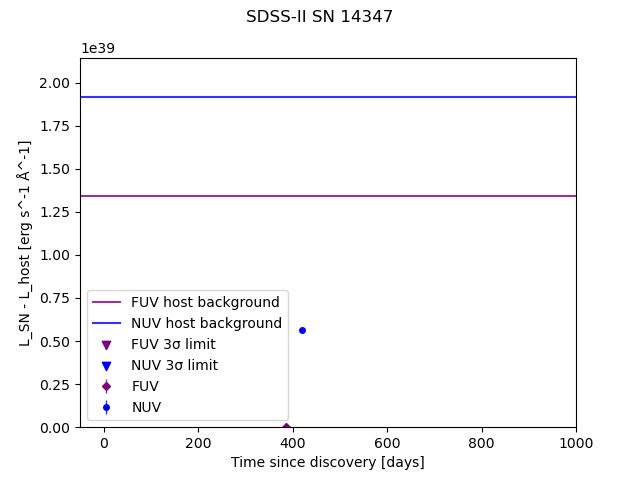 SDSS-II SN 14347
1e39
2.00
1.75
1.50
1.25
1.00
0.75
0.50
0.25
0.00
L_SN - L_host [erg s^-1 Å^-1]
FUV host background
NUV host background
FUV 3σ limit
NUV 3σ limit
FUV
NUV
0 200 400 600 800 1000
Time since discovery [days]